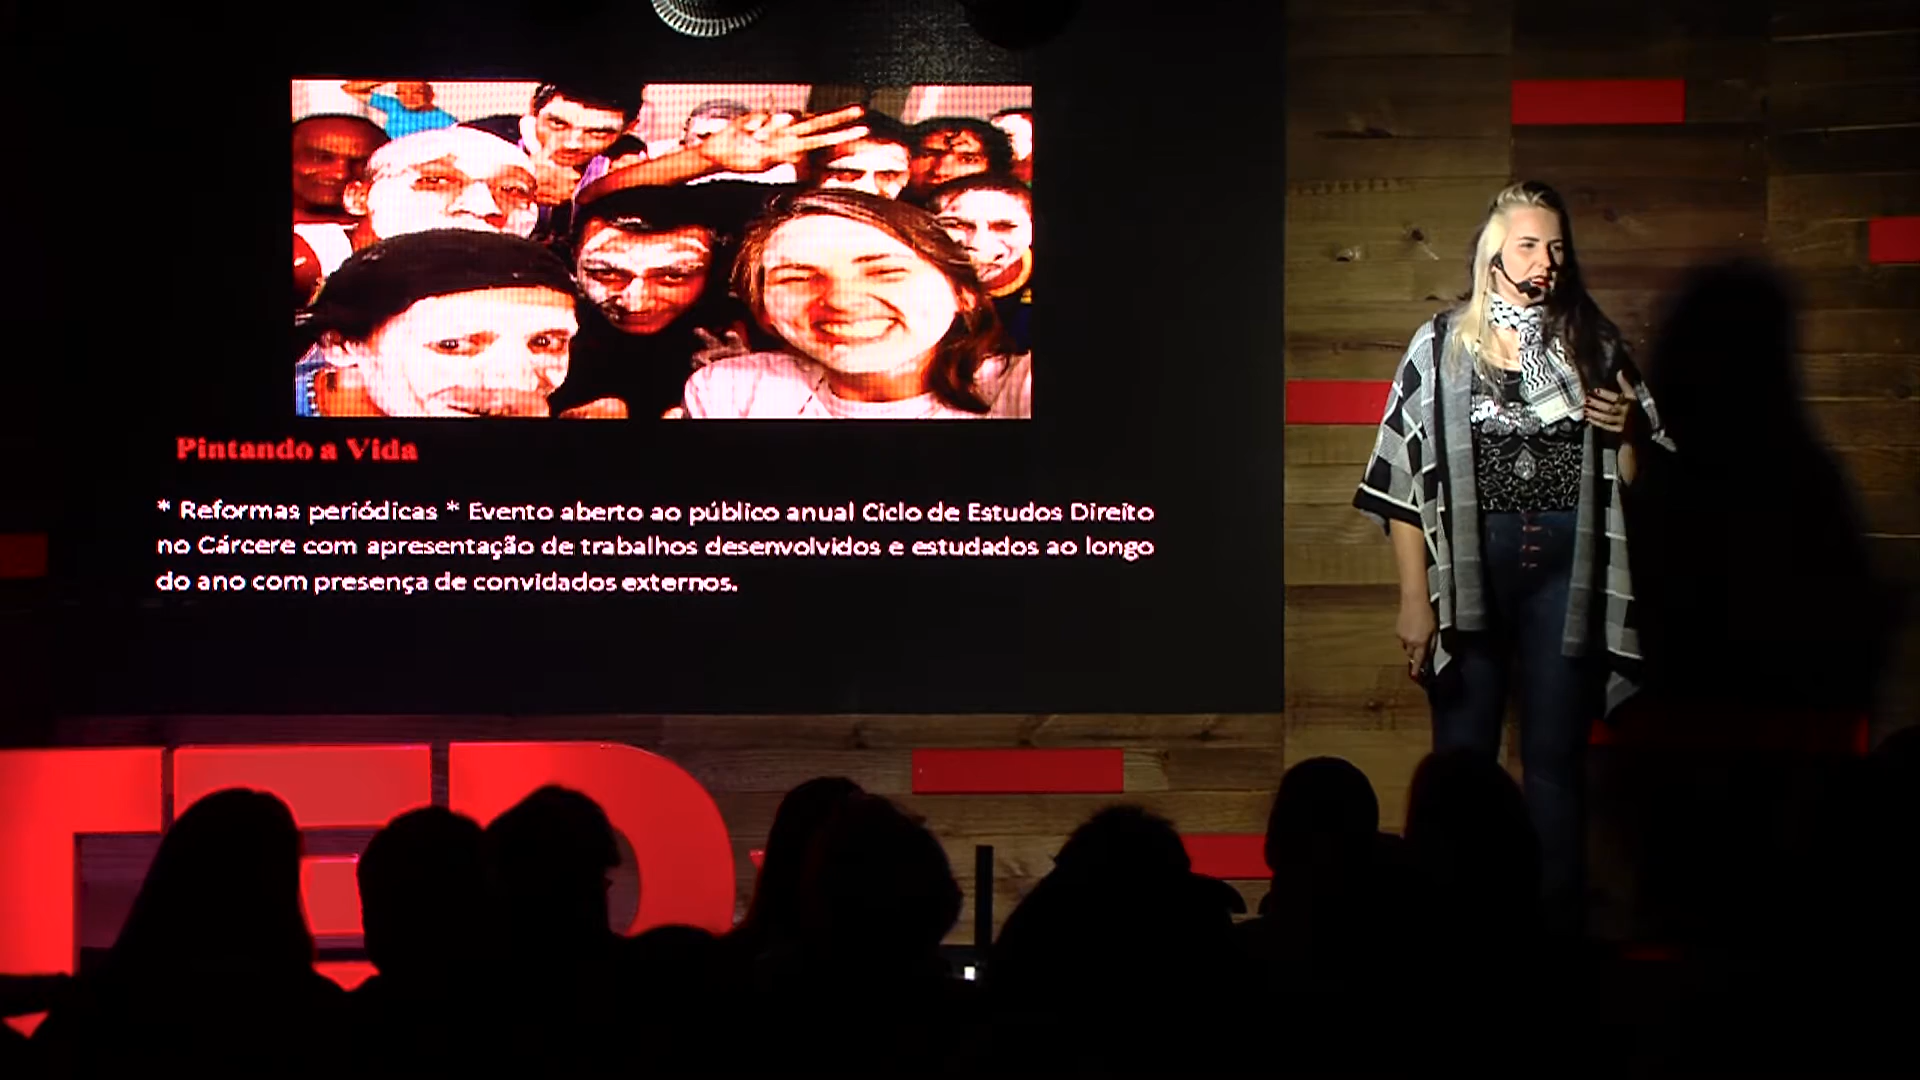 Pintando a Vida
* Reformas periódicas * Evento aberto ao público anual Ciclo de Estudos Direito
no Cárcere com apresentação de trabalhos desenvolvidos e estudados ao longo
do ano com presença de convidados externos.
TED